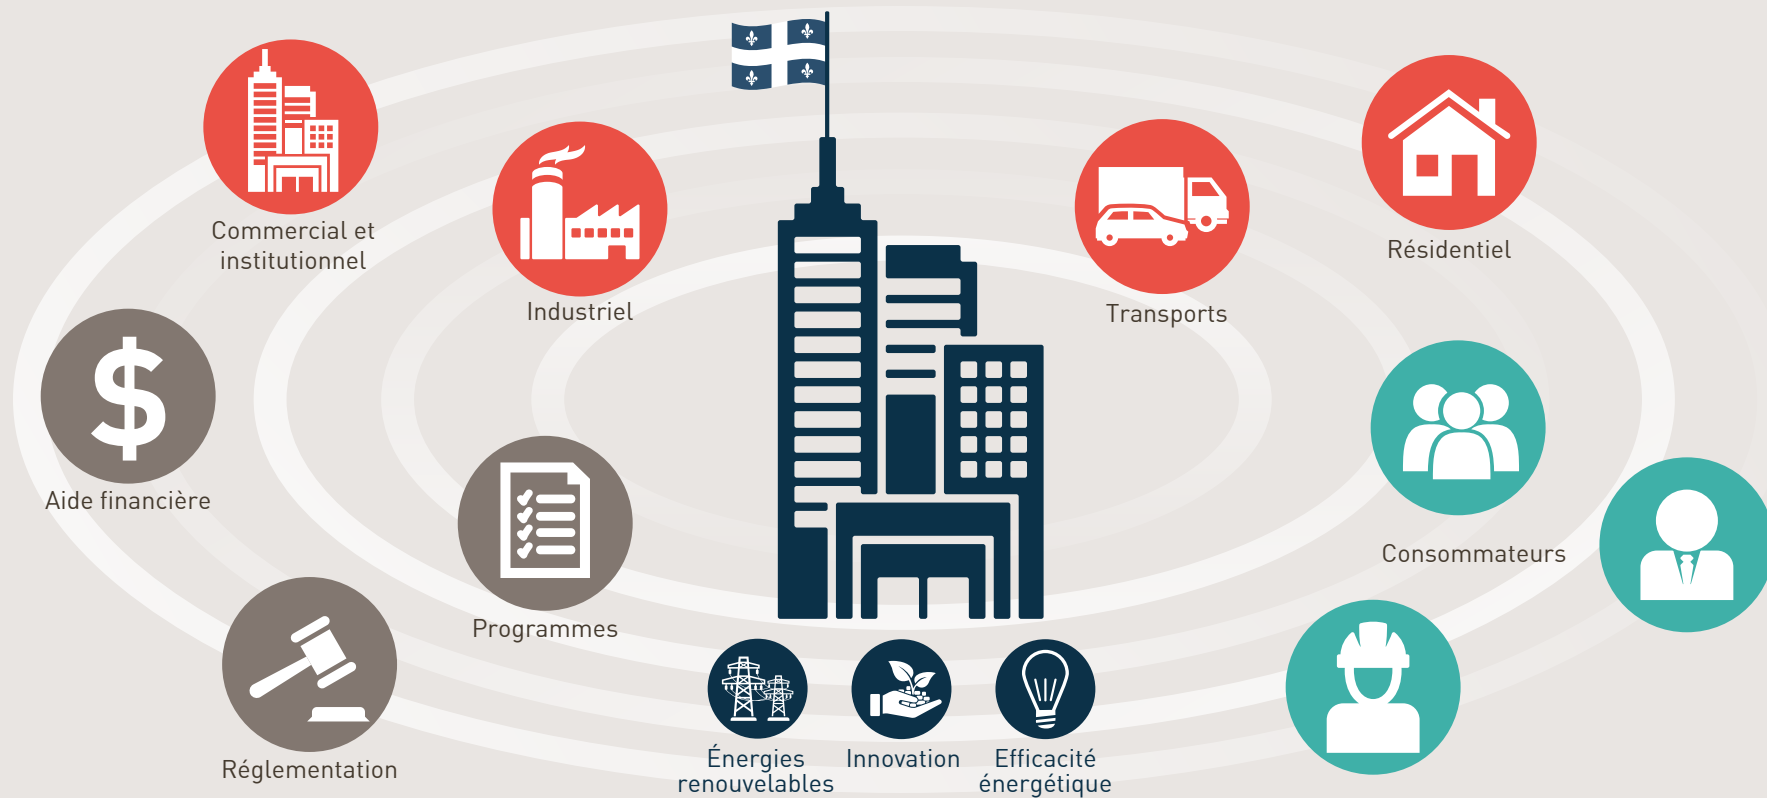 Commercial et
institutionnel
Industriel
Transports
Résidentiel
$
Aide financière
Programmes
Consommateurs
Réglementation
Énergies
renouvelables
Innovation
Efficacité
énergétique